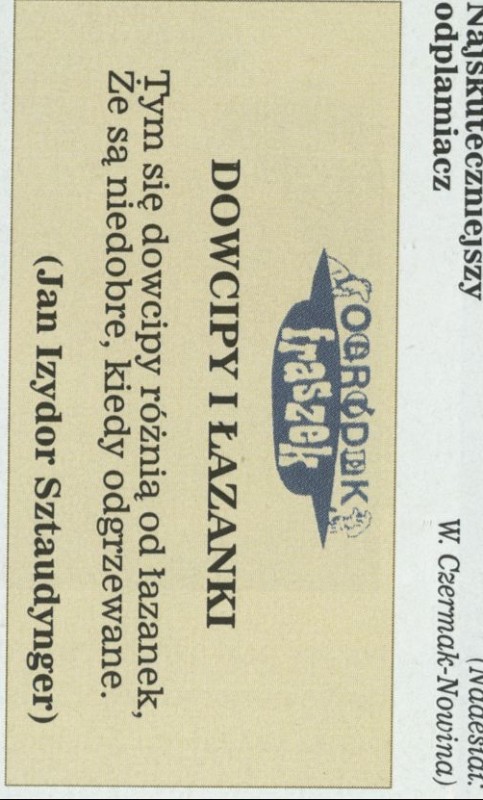 Najskuteczniejszy
odplamiacz
(Nadesłał:
W. Czermak-Nowina)
OGRÓDEK
fraszek
DOWCIPY I ŁAZANKI
Tym się dowcipy różnią od łazanek,
Że są niedobre, kiedy odgrzewane.
(Jan Izydor Sztaudynger)